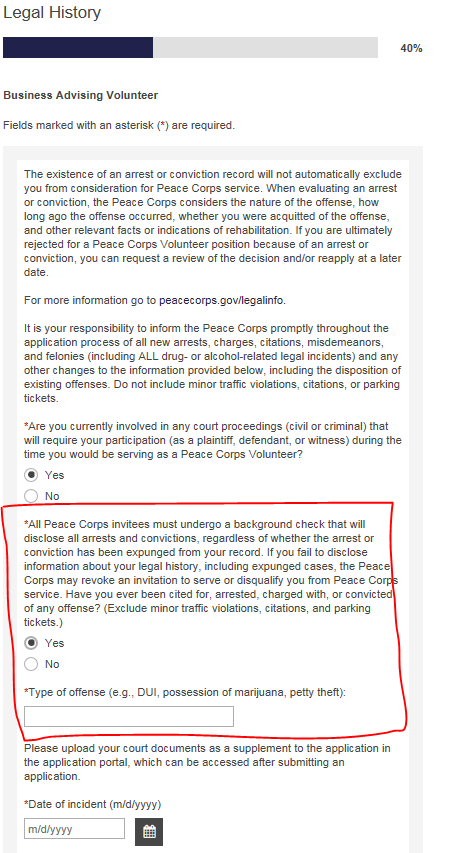 Legal History
40%
Business Advising Volunteer
Fields marked with an asterisk (*) are required.
The existence of an arrest or conviction record will not automatically exclude
you from consideration for Peace Corps service. When evaluating an arrest
or conviction, the Peace Corps considers the nature of the offense, how
long ago the offense occurred, whether you were acquitted of the offense,
and other relevant facts or indications of rehabilitation. If you are ultimately
rejected for a Peace Corps Volunteer position because of an arrest or
conviction, you can request a review of the decision and/or reapply at a later
date.
For more information go to peacecorps.gov/legalinfo.
It is your responsibility to inform the Peace Corps promptly throughout the
application process of all new arrests, charges, citations, misdemeanors,
and felonies (including ALL drug- or alcohol-related legal incidents) and any
other changes to the information provided below, including the disposition of
existing offenses. Do not include minor traffic violations, citations, or parking
tickets.
*Are you currently involved in any court proceedings (civil or criminal) that
will require your participation (as a plaintiff, defendant, or witness) during the
time you would be serving as a Peace Corps Volunteer?
Yes
No
*All Peace Corps invitees must undergo a background check that will
disclose all arrests and convictions, regardless of whether the arrest or
conviction has been expunged from your record. If you fail to disclose
information about your legal history, including expunged cases, the Peace
Corps may revoke an invitation to serve or disqualify you from Peace Corps
service. Have you ever been cited for, arrested, charged with, or convicted
of any offense? (Exclude minor traffic violations, citations, and parking
tickets.)
Yes
No
*Type of offense (e.g., DUI, possession of marijuana, petty theft):
Please upload your court documents as a supplement to the application in
the application portal, which can be accessed after submitting an
application.
*Date of incident (m/d/yyyy)
m/d/yyyy